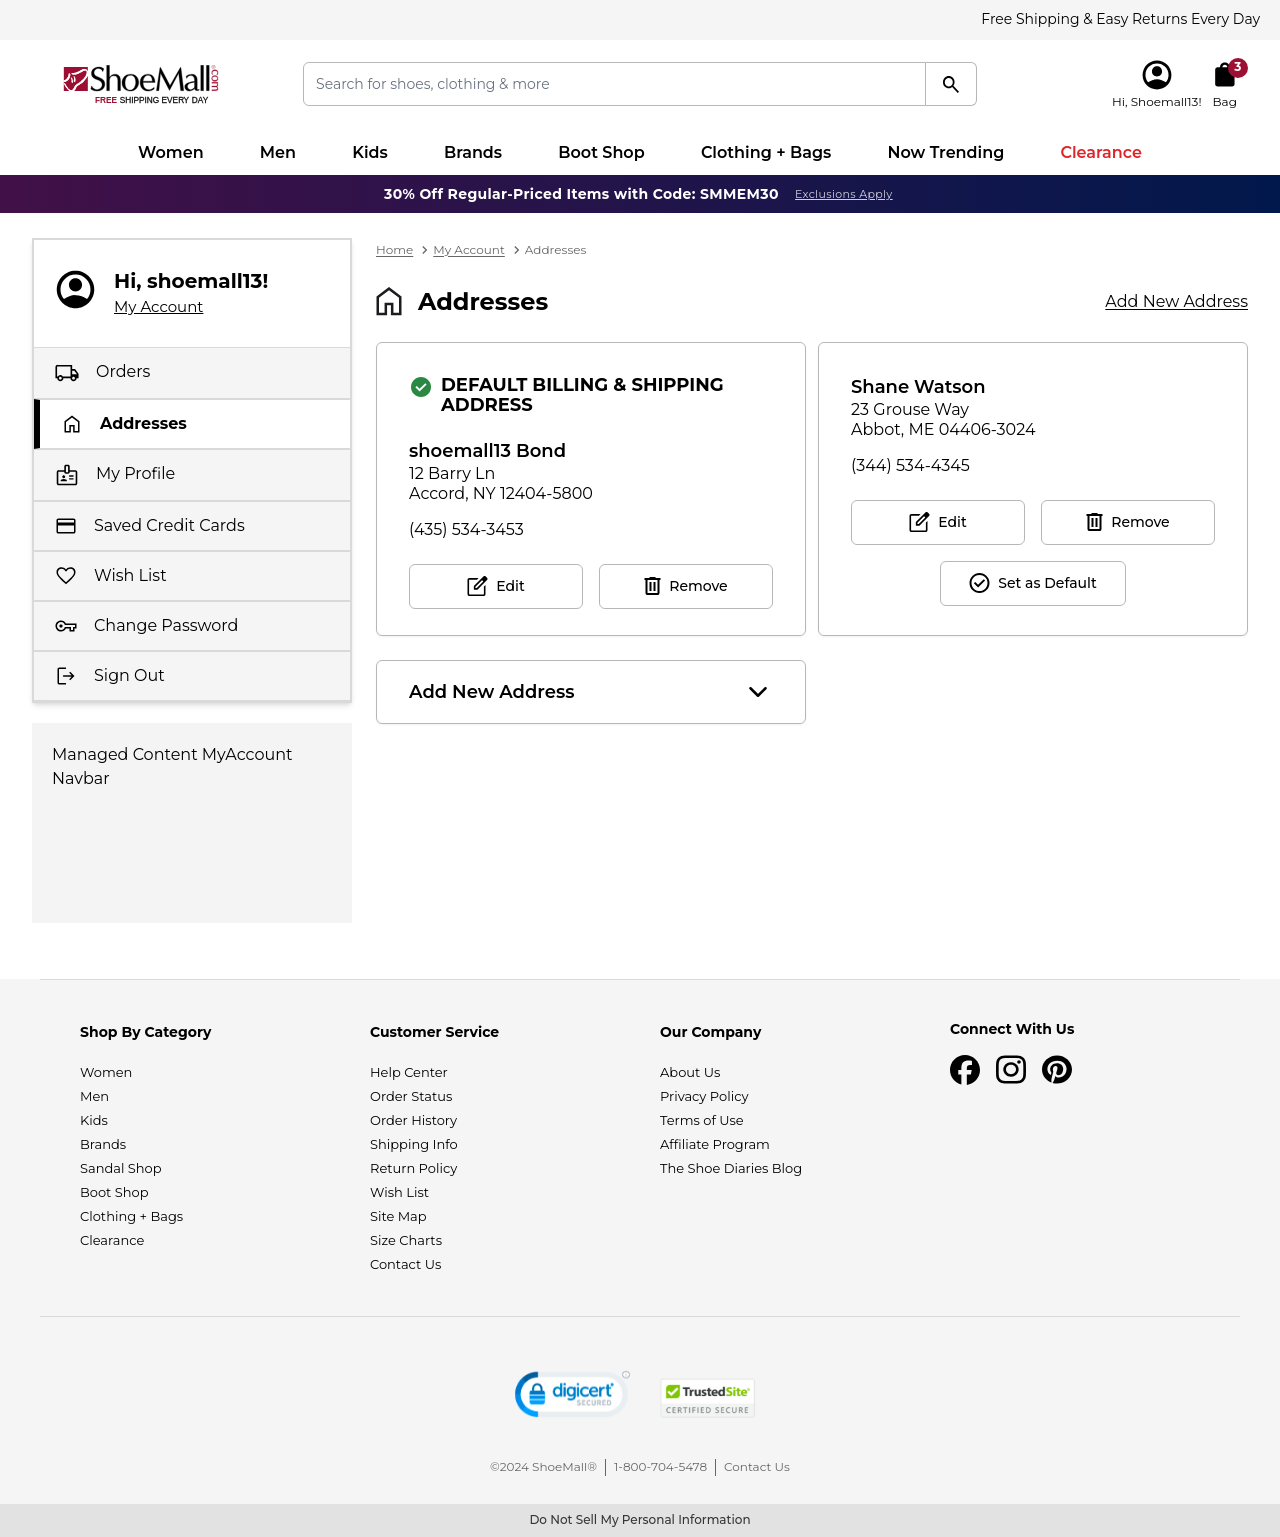 Free Shipping & Easy Returns Every Day
ShoeMall®.com
FREE SHIPPING EVERY DAY
Search for shoes, clothing & more
3
Hi, Shoemall13!
Bag
Women
Men
Kids
Brands
Boot Shop
Clothing + Bags
Now Trending
Clearance
30% Off Regular-Priced Items with Code: SMMEM30 Exclusions Apply
Hi, shoemall13!
My Account
Orders
Addresses
My Profile
Saved Credit Cards
Wish List
Change Password
Sign Out
Managed Content MyAccount
Navbar
Home > My Account > Addresses
Addresses
Add New Address
DEFAULT BILLING & SHIPPING
ADDRESS
shoemall13 Bond
12 Barry Ln
Accord, NY 12404-5800
(435) 534-3453
Edit
Remove
Shane Watson
23 Grouse Way
Abbot, ME 04406-3024
(344) 534-4345
Edit
Remove
Set as Default
Add New Address
Shop By Category
Women
Men
Kids
Brands
Sandal Shop
Boot Shop
Clothing + Bags
Clearance
Customer Service
Help Center
Order Status
Order History
Shipping Info
Return Policy
Wish List
Site Map
Size Charts
Contact Us
Our Company
About Us
Privacy Policy
Terms of Use
Affiliate Program
The Shoe Diaries Blog
Connect With Us
digicert
SECURED
TrustedSite
CERTIFIED SECURE
©2024 ShoeMall® | 1-800-704-5478 | Contact Us
Do Not Sell My Personal Information